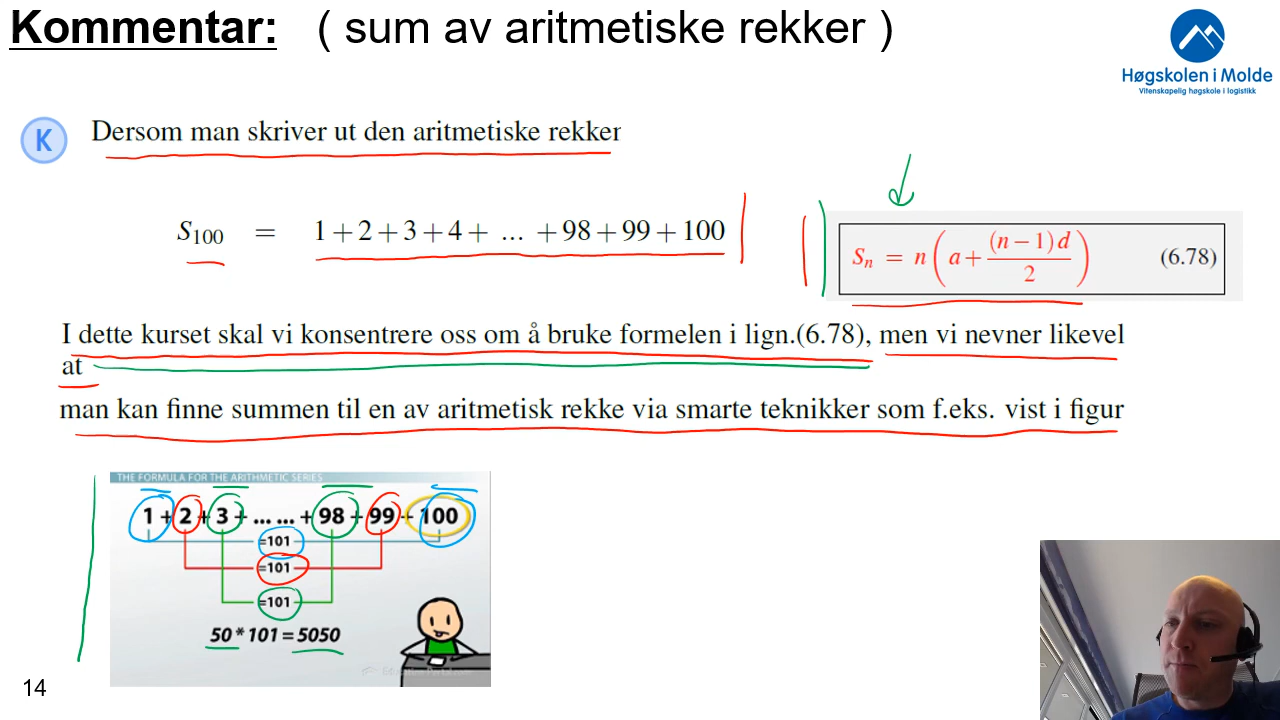 Kommentar: ( sum av aritmetiske rekker )
Høgskolen i Molde
Vitenskapelig høgskole i logistikk
K
Dersom man skriver ut den aritmetiske rekker
S100 = 1 + 2 + 3 + 4 + ... + 98 + 99 + 100
Sn = n ( a + (n − 1) d / 2 ) (6.78)
I dette kurset skal vi konsentrere oss om å bruke formelen i lign.(6.78), men vi nevner likevel
at
man kan finne summen til en av aritmetisk rekke via smarte teknikker som f.eks. vist i figur
THE FORMULA FOR THE ARITHMETIC SERIES
1 + 2 + 3 + ... ... + 98 + 99 + 100
=101
=101
=101
50 * 101 = 5050
14